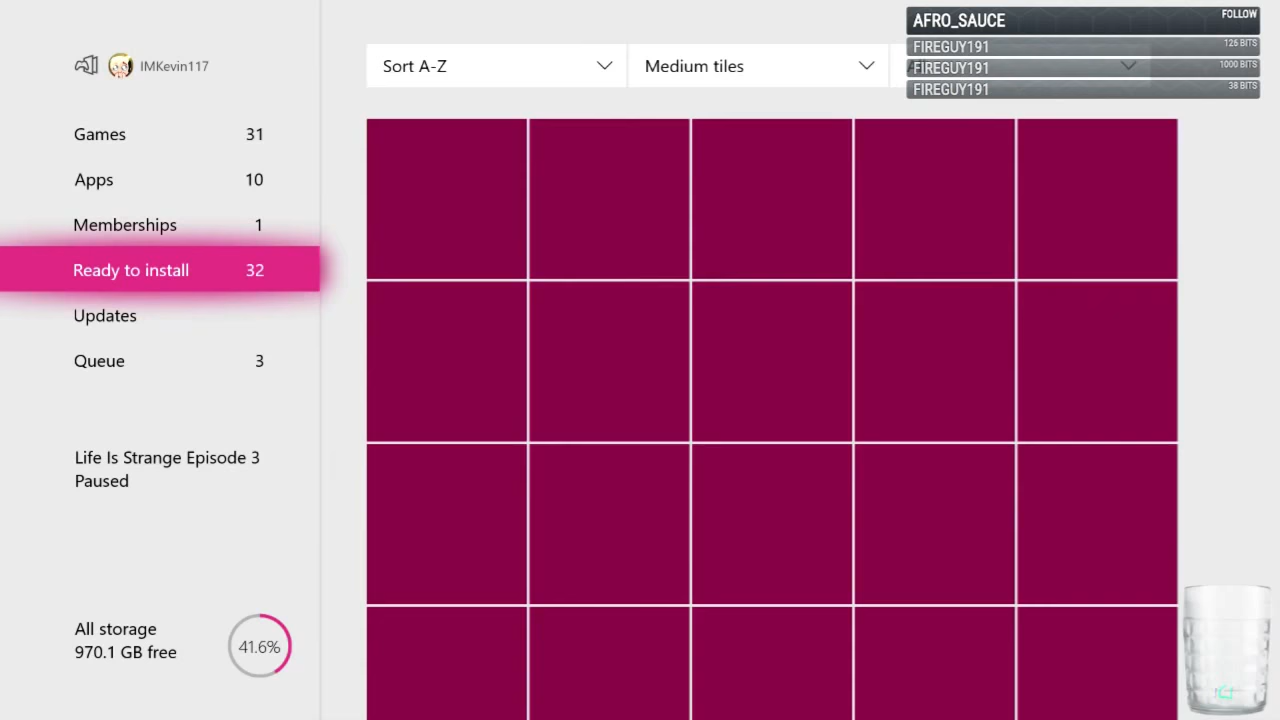 IMKevin117
Games 31
Apps 10
Memberships 1
Ready to install 32
Updates
Queue 3
Life Is Strange Episode 3
Paused
All storage
970.1 GB free
41.6%
Sort A-Z
Medium tiles
AFRO_SAUCE FOLLOW
FIREGUY191 126 BITS
FIREGUY191 1000 BITS
FIREGUY191 38 BITS